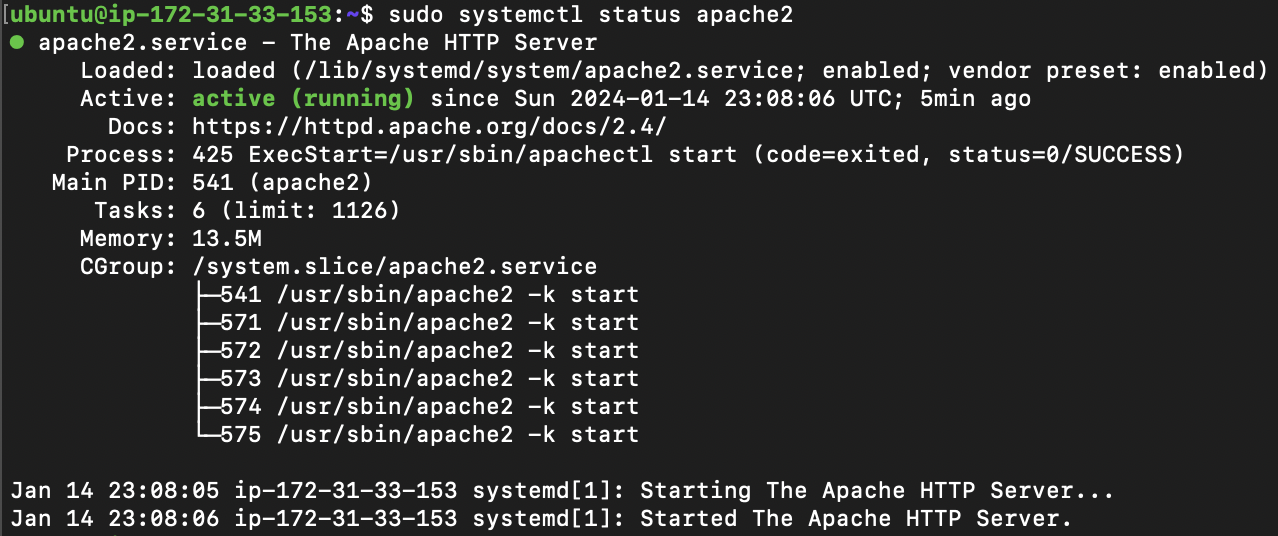 [ubuntu@ip-172-31-33-153:~$ sudo systemctl status apache2
● apache2.service - The Apache HTTP Server
     Loaded: loaded (/lib/systemd/system/apache2.service; enabled; vendor preset: enabled)
     Active: active (running) since Sun 2024-01-14 23:08:06 UTC; 5min ago
       Docs: https://httpd.apache.org/docs/2.4/
    Process: 425 ExecStart=/usr/sbin/apachectl start (code=exited, status=0/SUCCESS)
   Main PID: 541 (apache2)
      Tasks: 6 (limit: 1126)
     Memory: 13.5M
     CGroup: /system.slice/apache2.service
             ├─541 /usr/sbin/apache2 -k start
             ├─571 /usr/sbin/apache2 -k start
             ├─572 /usr/sbin/apache2 -k start
             ├─573 /usr/sbin/apache2 -k start
             ├─574 /usr/sbin/apache2 -k start
             └─575 /usr/sbin/apache2 -k start
Jan 14 23:08:05 ip-172-31-33-153 systemd[1]: Starting The Apache HTTP Server...
Jan 14 23:08:06 ip-172-31-33-153 systemd[1]: Started The Apache HTTP Server.